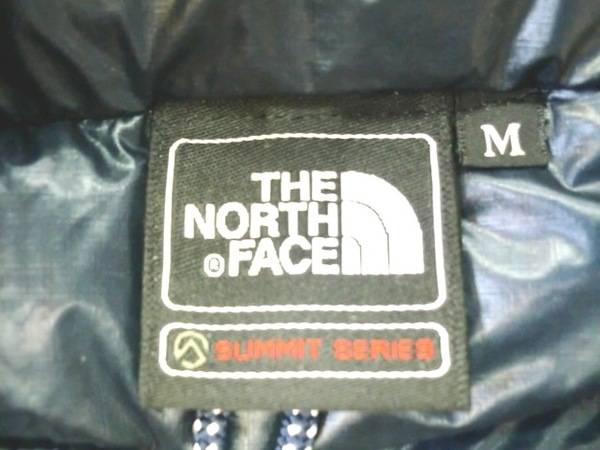 THE
NORTH
®FACE
M
SUMMIT SERIES